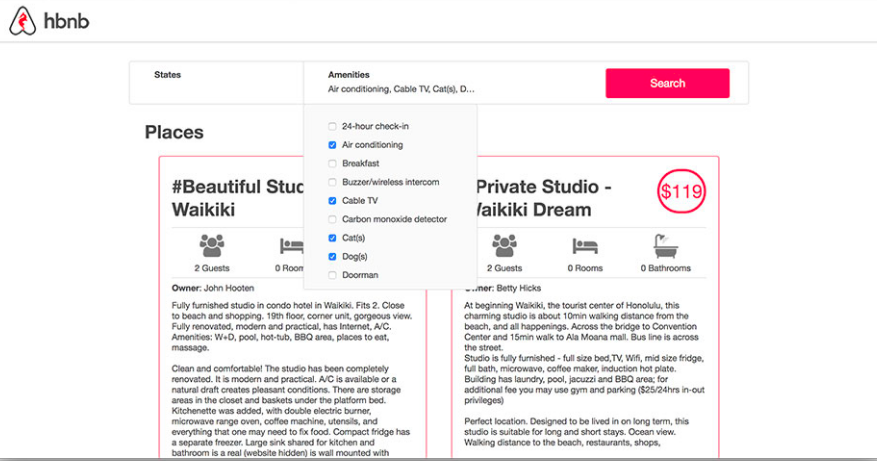 hbnb
States
Amenities
Air conditioning, Cable TV, Cat(s), D...
Search
24-hour check-in
Air conditioning
Breakfast
Buzzer/wireless intercom
Cable TV
Carbon monoxide detector
Cat(s)
Dog(s)
Doorman
Places
#Beautiful
Waikiki
2 Guests
0
Owner: John Hooten
Fully furnished studio in condo hotel in Waikiki. Fits 2. Close
to beach and shopping. 19th floor, corner unit, gorgeous view.
Fully renovated, modern and practical, has Internet, A/C.
Amenities: W+D, pool, hot-tub, BBQ area, places to eat,
massage.
Clean and comfortable! The studio has been completely
renovated. It is modern and practical. A/C is available or a
natural draft creates pleasant conditions. There are storage
areas in the closet and baskets under the platform bed.
Kitchenette was added, with double electric burner,
microwave range oven, coffee machine, utensils, and
everything that one may need to fix food. Compact fridge has
a separate freezer. Large sink shared for kitchen and
bathroom is a real (website hidden) is wall mounted with
Private Studio -
Waikiki Dream
$119
2 Guests
0 Rooms
0 Bathrooms
Owner: Betty Hicks
At beginning Waikiki, the tourist center of Honolulu, this
charming studio is about 10min walking distance from the
beach, and all happenings. Across the bridge to Convention
Center and 15min walk to Ala Moana mall. Bus line is across
the street.
Studio is fully furnished - full size bed,TV, Wifi, mid size fridge,
full bath, microwave, coffee maker, induction hot plate.
Building has laundry, pool, jacuzzi and BBQ area; for
additional fee you may use gym and parking ($25/24hrs in-out
privileges)
Perfect location. Designed to be lived in on long term, this
studio is suitable for long and short stays. Ocean view.
Walking distance to the beach, restaurants, shops,